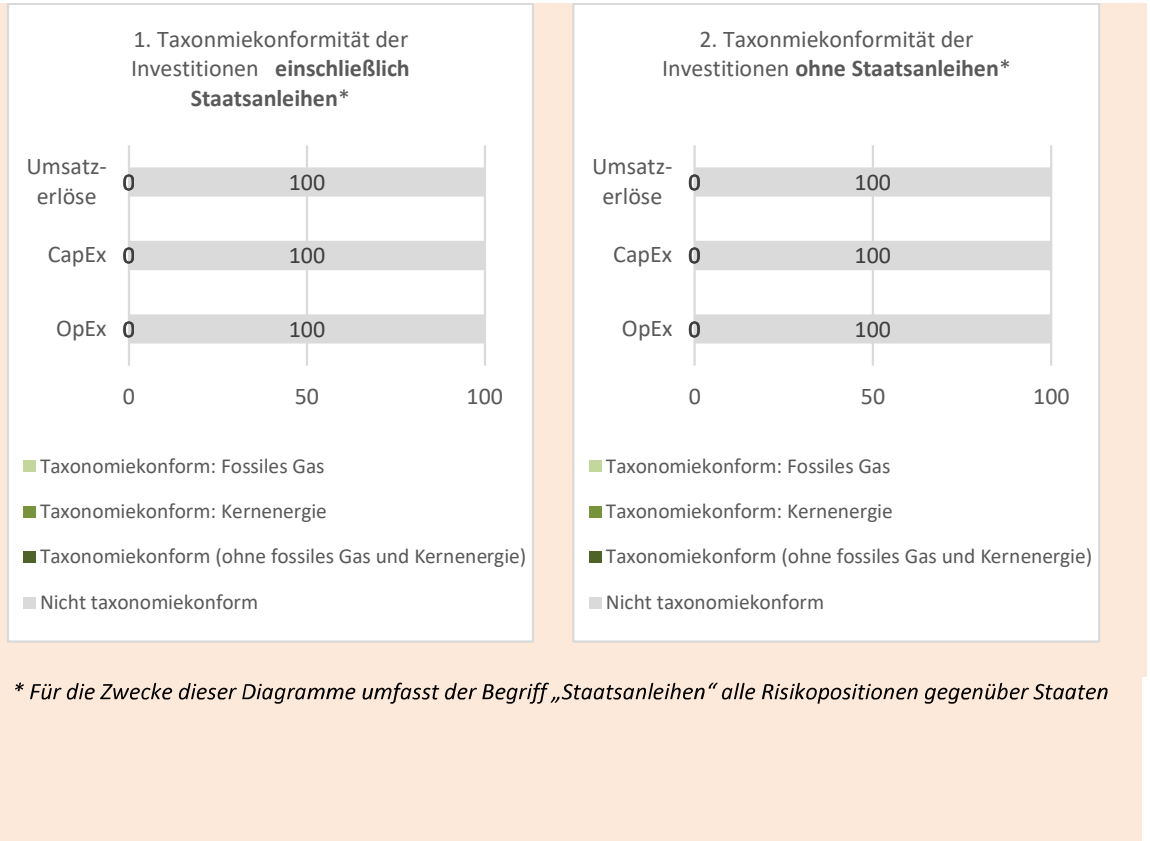 1. Taxonmiekonformität der
Investitionen einschließlich
Staatsanleihen*
Umsatz-
erlöse
0 100
CapEx 0 100
OpEx 0 100
0 50 100
Taxonomiekonform: Fossiles Gas
Taxonomiekonform: Kernenergie
Taxonomiekonform (ohne fossiles Gas und Kernenergie)
Nicht taxonomiekonform
2. Taxonmiekonformität der
Investitionen ohne Staatsanleihen*
Umsatz-
erlöse
0 100
CapEx 0 100
OpEx 0 100
0 50 100
Taxonomiekonform: Fossiles Gas
Taxonomiekonform: Kernenergie
Taxonomiekonform (ohne fossiles Gas und Kernenergie)
Nicht taxonomiekonform
* Für die Zwecke dieser Diagramme umfasst der Begriff „Staatsanleihen“ alle Risikopositionen gegenüber Staaten